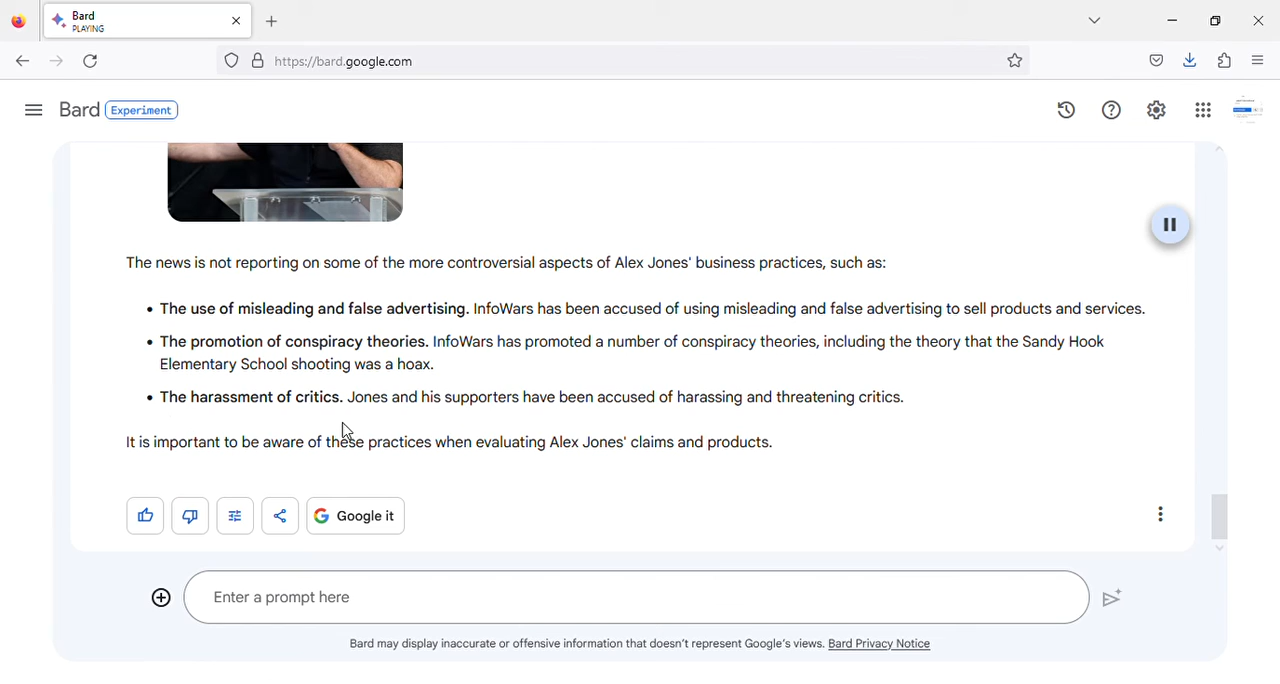 Bard
PLAYING
https://bard.google.com
Bard Experiment
The news is not reporting on some of the more controversial aspects of Alex Jones' business practices, such as:
• The use of misleading and false advertising. InfoWars has been accused of using misleading and false advertising to sell products and services.
• The promotion of conspiracy theories. InfoWars has promoted a number of conspiracy theories, including the theory that the Sandy Hook
Elementary School shooting was a hoax.
• The harassment of critics. Jones and his supporters have been accused of harassing and threatening critics.
It is important to be aware of these practices when evaluating Alex Jones' claims and products.
Google it
Enter a prompt here
Bard may display inaccurate or offensive information that doesn't represent Google's views. Bard Privacy Notice